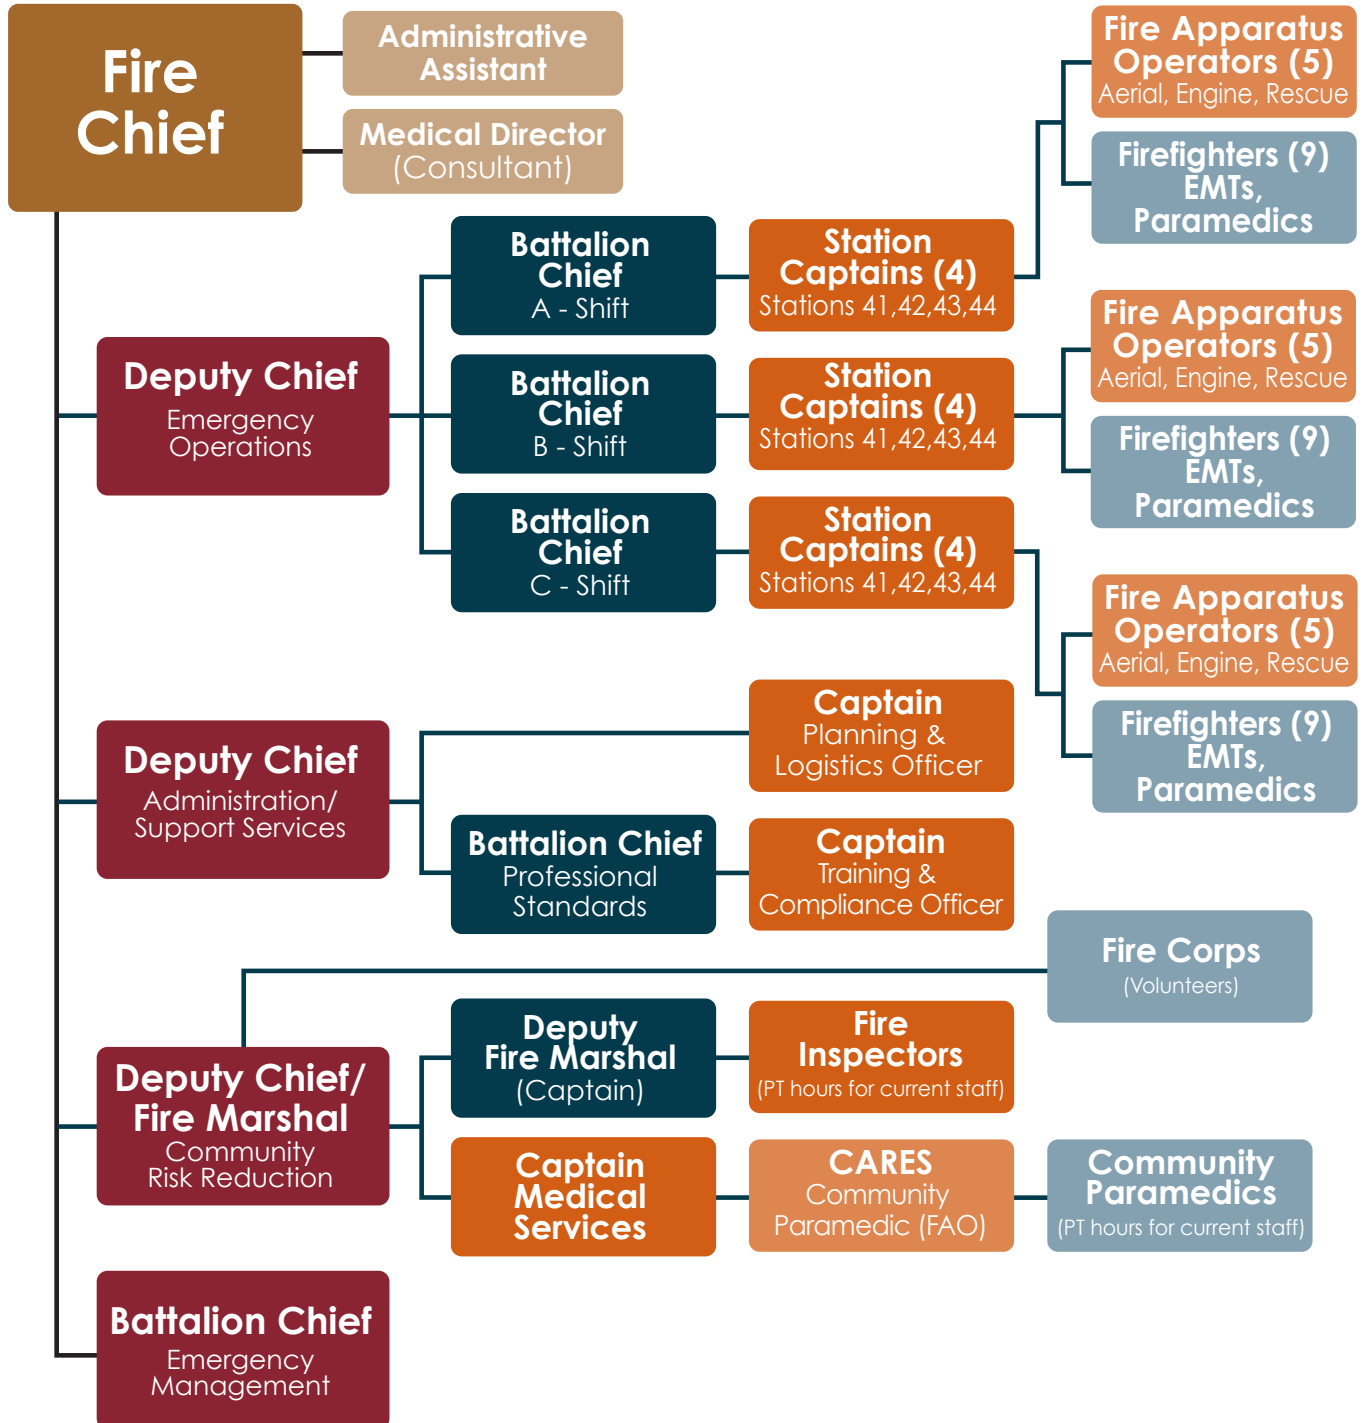 Fire
Chief
Administrative
Assistant
Medical Director
(Consultant)
Deputy Chief
Emergency
Operations
Battalion
Chief
A - Shift
Station
Captains (4)
Stations 41,42,43,44
Fire Apparatus
Operators (5)
Aerial, Engine, Rescue
Firefighters (9)
EMTs,
Paramedics
Battalion
Chief
B - Shift
Station
Captains (4)
Stations 41,42,43,44
Fire Apparatus
Operators (5)
Aerial, Engine, Rescue
Firefighters (9)
EMTs,
Paramedics
Battalion
Chief
C - Shift
Station
Captains (4)
Stations 41,42,43,44
Fire Apparatus
Operators (5)
Aerial, Engine, Rescue
Firefighters (9)
EMTs,
Paramedics
Deputy Chief
Administration/
Support Services
Captain
Planning &
Logistics Officer
Battalion Chief
Professional
Standards
Captain
Training &
Compliance Officer
Fire Corps
(Volunteers)
Deputy Chief/
Fire Marshal
Community
Risk Reduction
Deputy
Fire Marshal
(Captain)
Fire
Inspectors
(PT hours for current staff)
Captain
Medical
Services
CARES
Community
Paramedic (FAO)
Community
Paramedics
(PT hours for current staff)
Battalion Chief
Emergency
Management